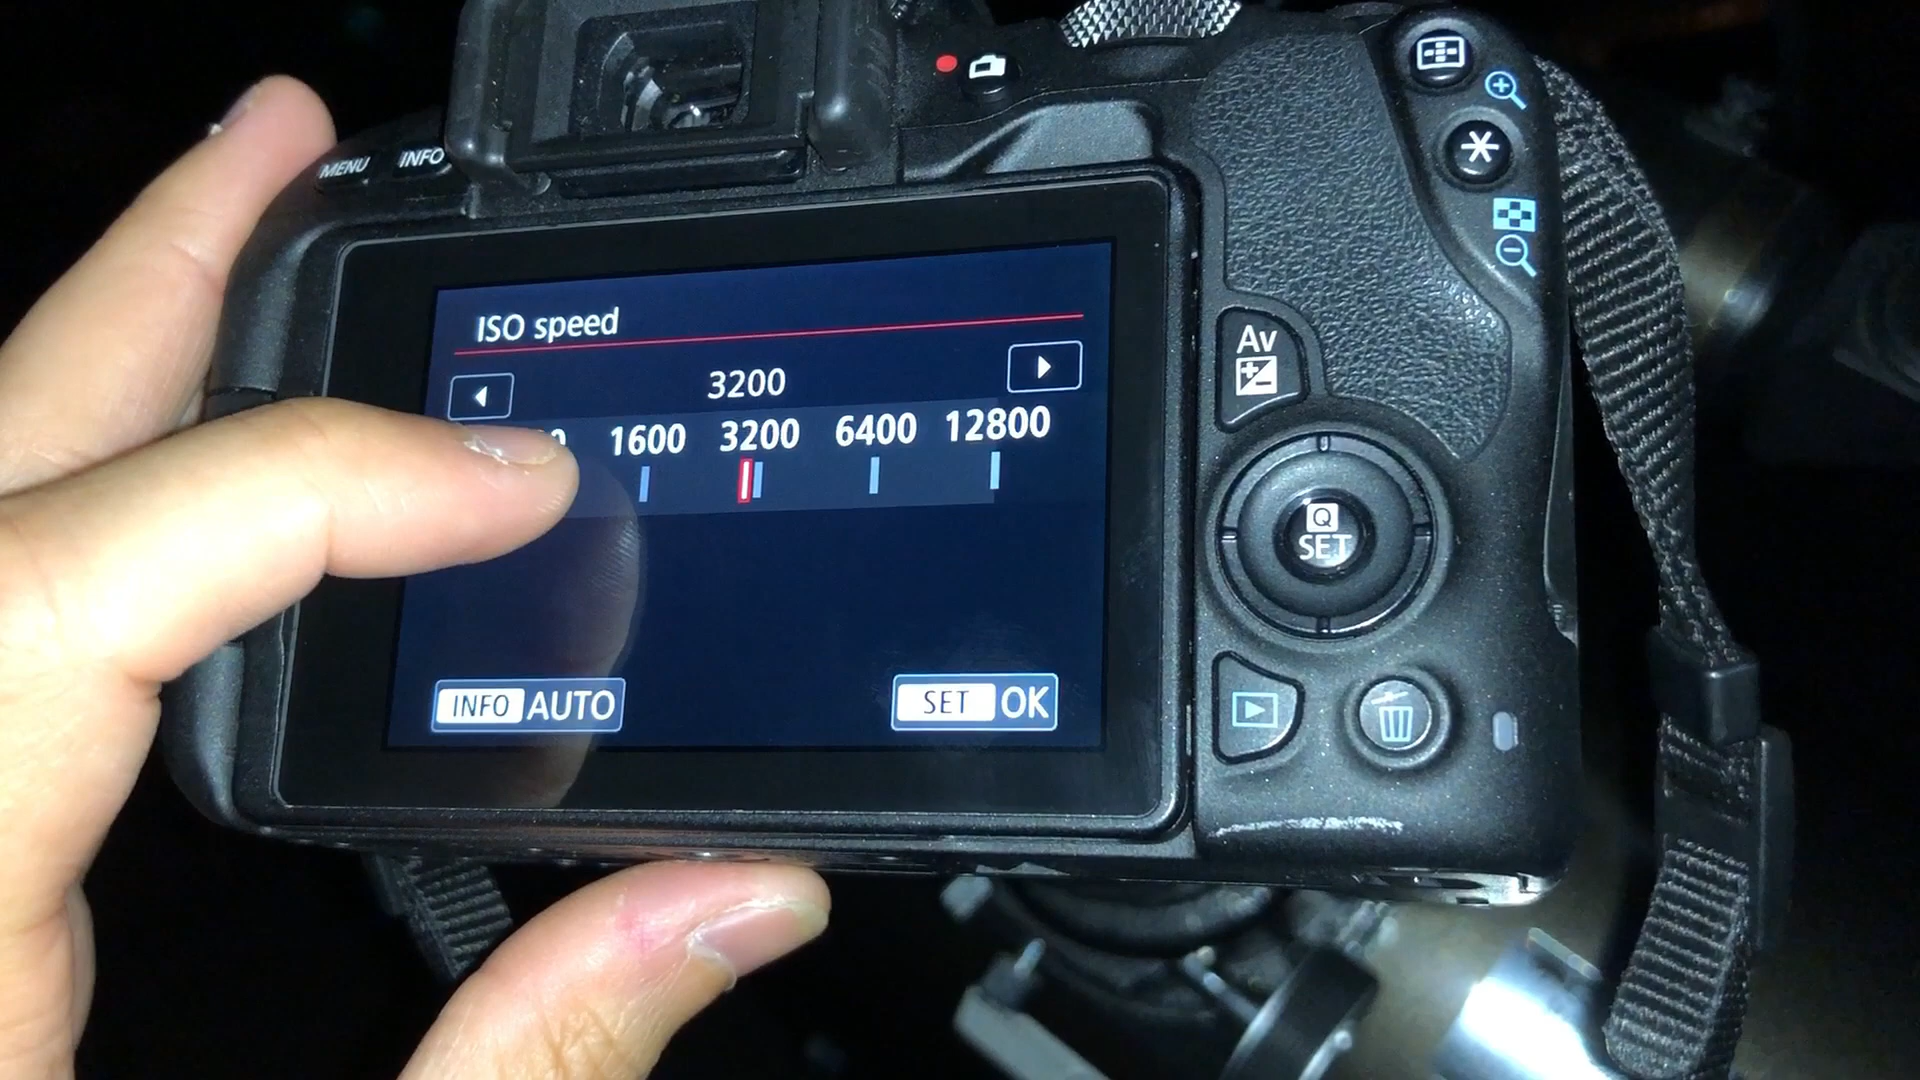 MENU INFO
ISO speed
3200
1600 3200 6400 12800
INFO AUTO
SET OK
Av
Q
SET